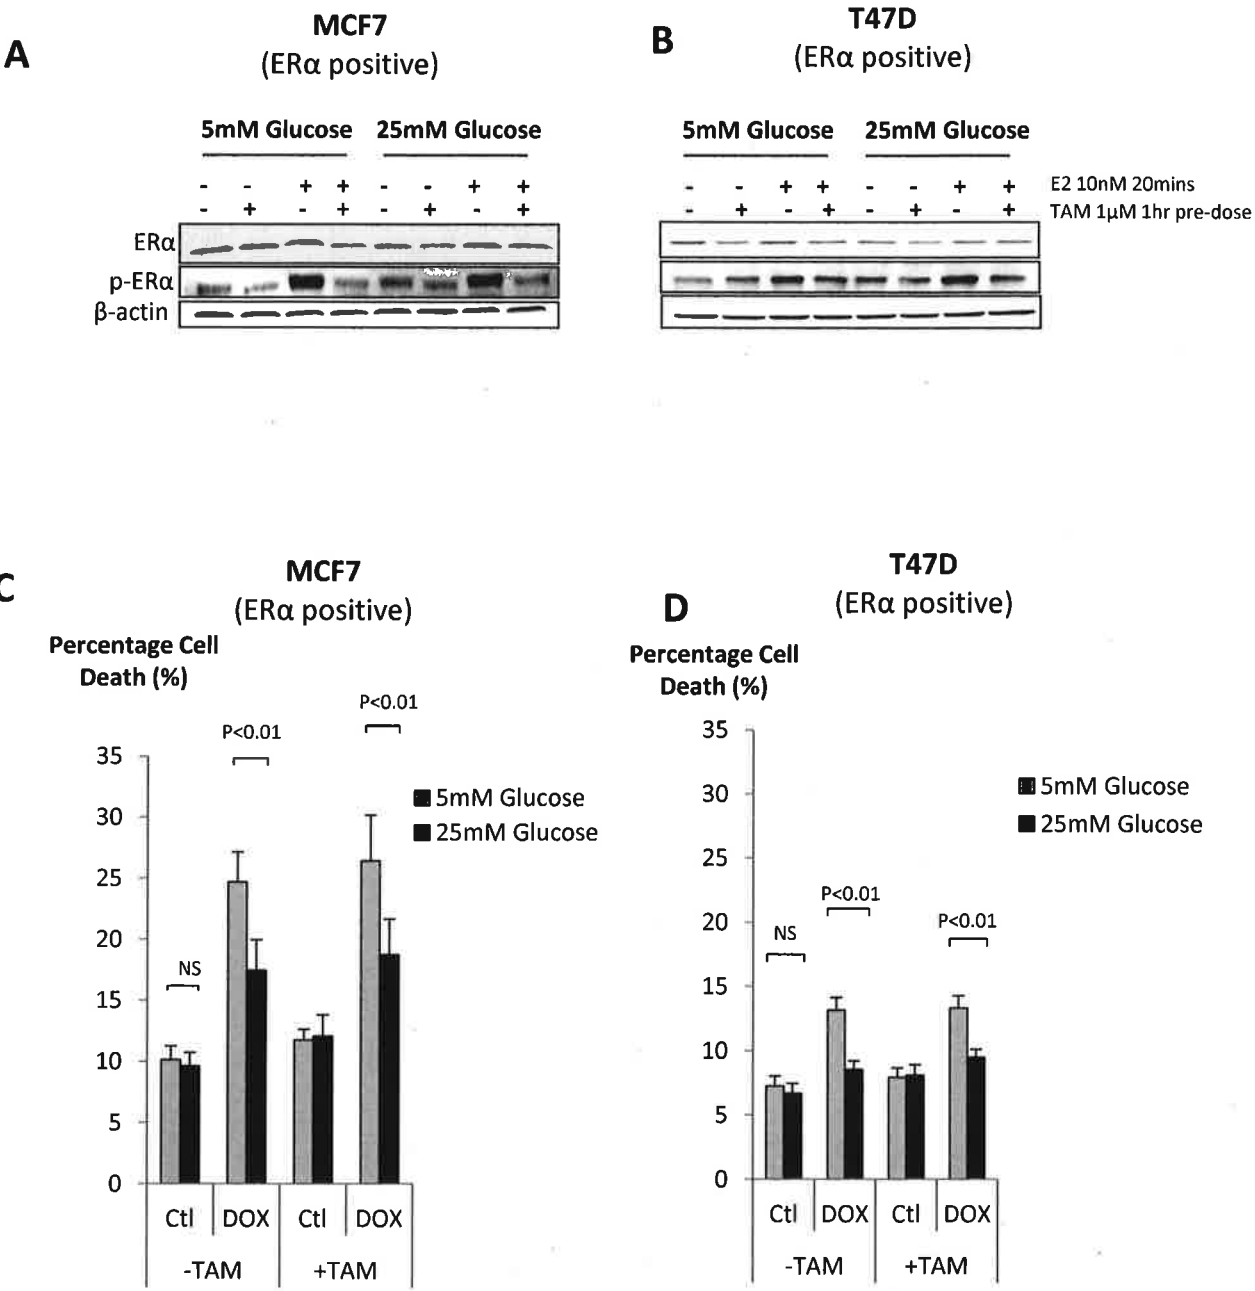 A
MCF7
(ERα positive)
5mM Glucose 25mM Glucose
- - + + - - + +
- + - + - + - +
ERα
p-ERα
β-actin
B
T47D
(ERα positive)
5mM Glucose 25mM Glucose
- - + + - - + + E2 10nM 20mins
- + - + - + - + TAM 1μM 1hr pre-dose
C
MCF7
(ERα positive)
Percentage Cell
Death (%)
P<0.01
P<0.01
NS
35
30
25
20
15
10
5
0
5mM Glucose
25mM Glucose
Ctl DOX Ctl DOX
-TAM +TAM
D
T47D
(ERα positive)
Percentage Cell
Death (%)
35
30
25
20
15
10
5
0
NS
P<0.01
P<0.01
5mM Glucose
25mM Glucose
Ctl DOX Ctl DOX
-TAM +TAM